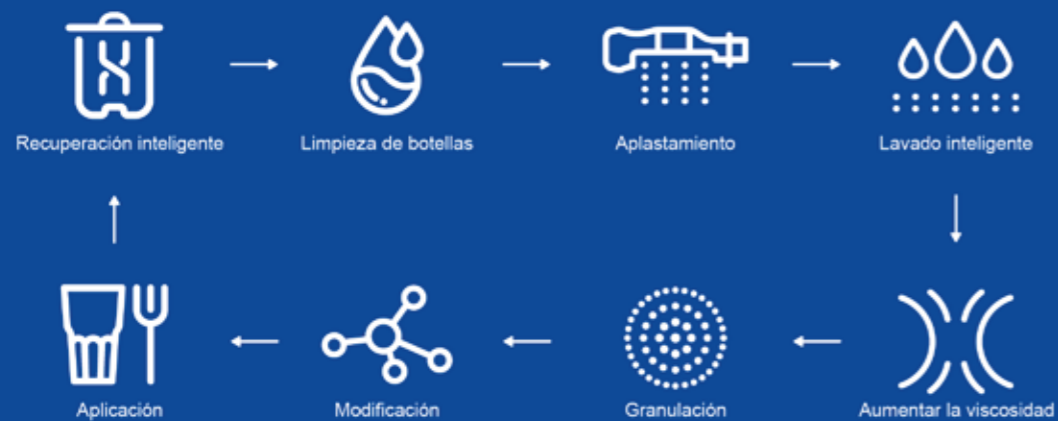 Recuperación inteligente
Limpieza de botellas
Aplastamiento
Lavado inteligente
Aplicación
Modificación
Granulación
Aumentar la viscosidad